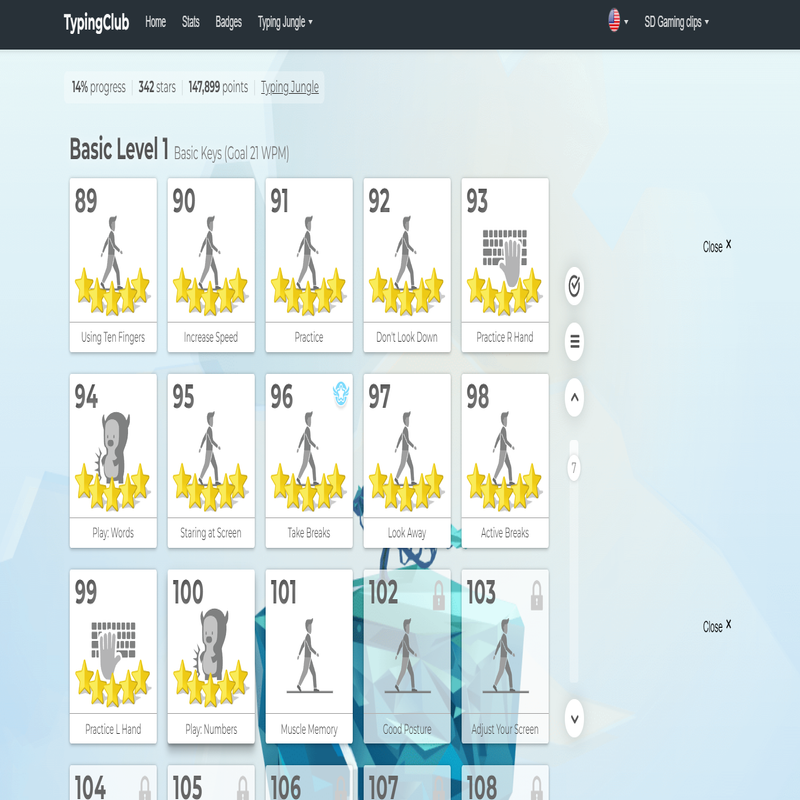 TypingClub Home Stats Badges Typing Jungle SD Gaming clips
14% progress 342 stars 147,899 points Typing Jungle
Basic Level 1 Basic Keys (Goal 21 WPM)
89 90 91 92 93
Using Ten Fingers Increase Speed Practice Don't Look Down Practice R Hand
Close X
94 95 96 97 98
7
Play: Words Staring at Screen Take Breaks Look Away Active Breaks
99 100 101 102 103
Close X
Practice L Hand Play: Numbers Muscle Memory Good Posture Adjust Your Screen
104 105 106 107 108